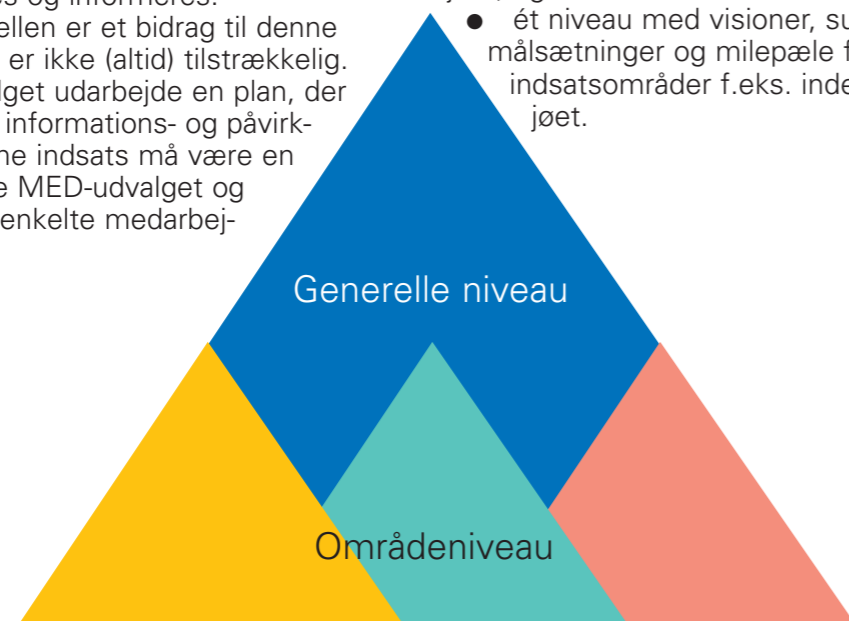 ellen er et bidrag til denne
er ikke (altid) tilstrækkelig.
lget udarbejde en plan, der
informations- og påvirk-
ne indsats må være en
e MED-udvalget og
enkelte medarbej-
● ét niveau med visioner, su
målsætninger og milepæle f
indsatsområder f.eks. inde
jøet.
Generelle niveau
Områdeniveau